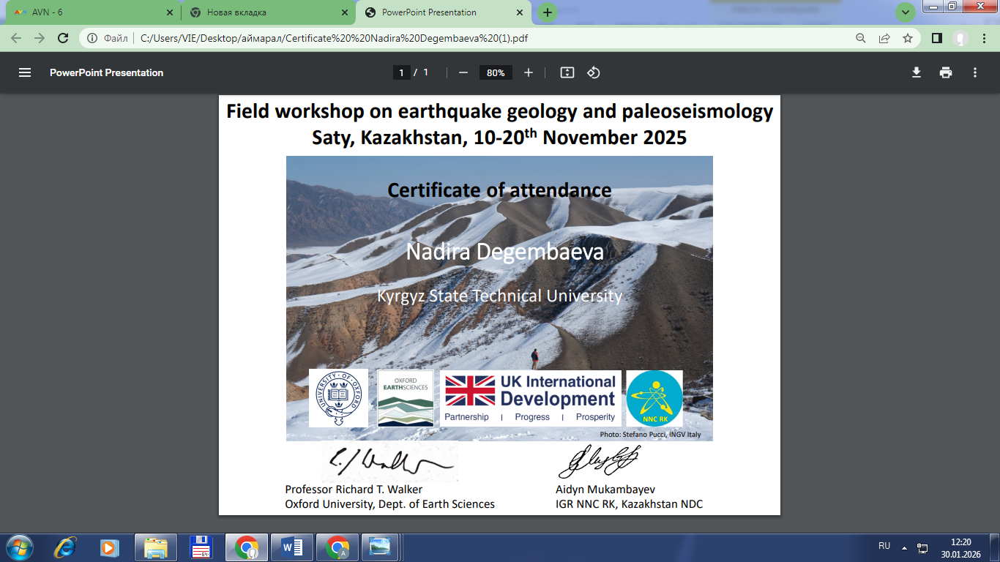 AVN - 6
Новая вкладка
PowerPoint Presentation
Файл
C:/Users/VIE/Desktop/аймарал/Certificate%20%20Nadira%20Degembaeva%20(1).pdf
PowerPoint Presentation
1 / 1
80%
Field workshop on earthquake geology and paleoseismology
Saty, Kazakhstan, 10-20th November 2025
Certificate of attendance
Nadira Degembaeva
Kyrgyz State Technical University
UNIVERSITY·OF·OXFORD
OXFORD
EARTHSCIENCES
UK International
Development
Partnership | Progress | Prosperity
NNC RK
Photo: Stefano Pucci, INGV Italy
Professor Richard T. Walker
Oxford University, Dept. of Earth Sciences
Aidyn Mukambayev
IGR NNC RK, Kazakhstan NDC
64
RU
12:20
30.01.2026